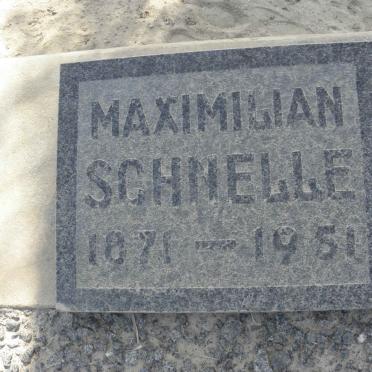 MAXIMILIAN
SCHNELLE
1871 — 1951